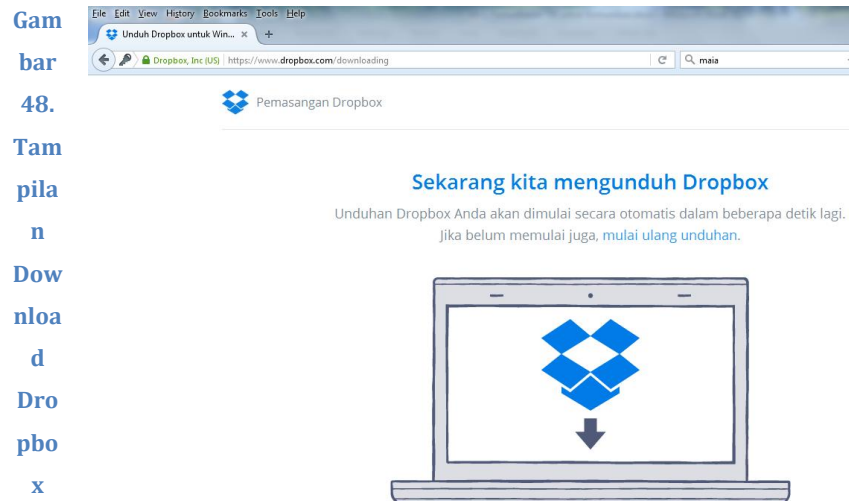 Gam
bar
48.
Tam
pila
n
Dow
nloa
d
Dro
pbo
x
File Edit View History Bookmarks Tools Help
Unduh Dropbox untuk Win... × +
Dropbox, Inc (US) https://www.dropbox.com/downloading maia
Pemasangan Dropbox
Sekarang kita mengunduh Dropbox
Unduhan Dropbox Anda akan dimulai secara otomatis dalam beberapa detik lagi.
Jika belum memulai juga, mulai ulang unduhan.